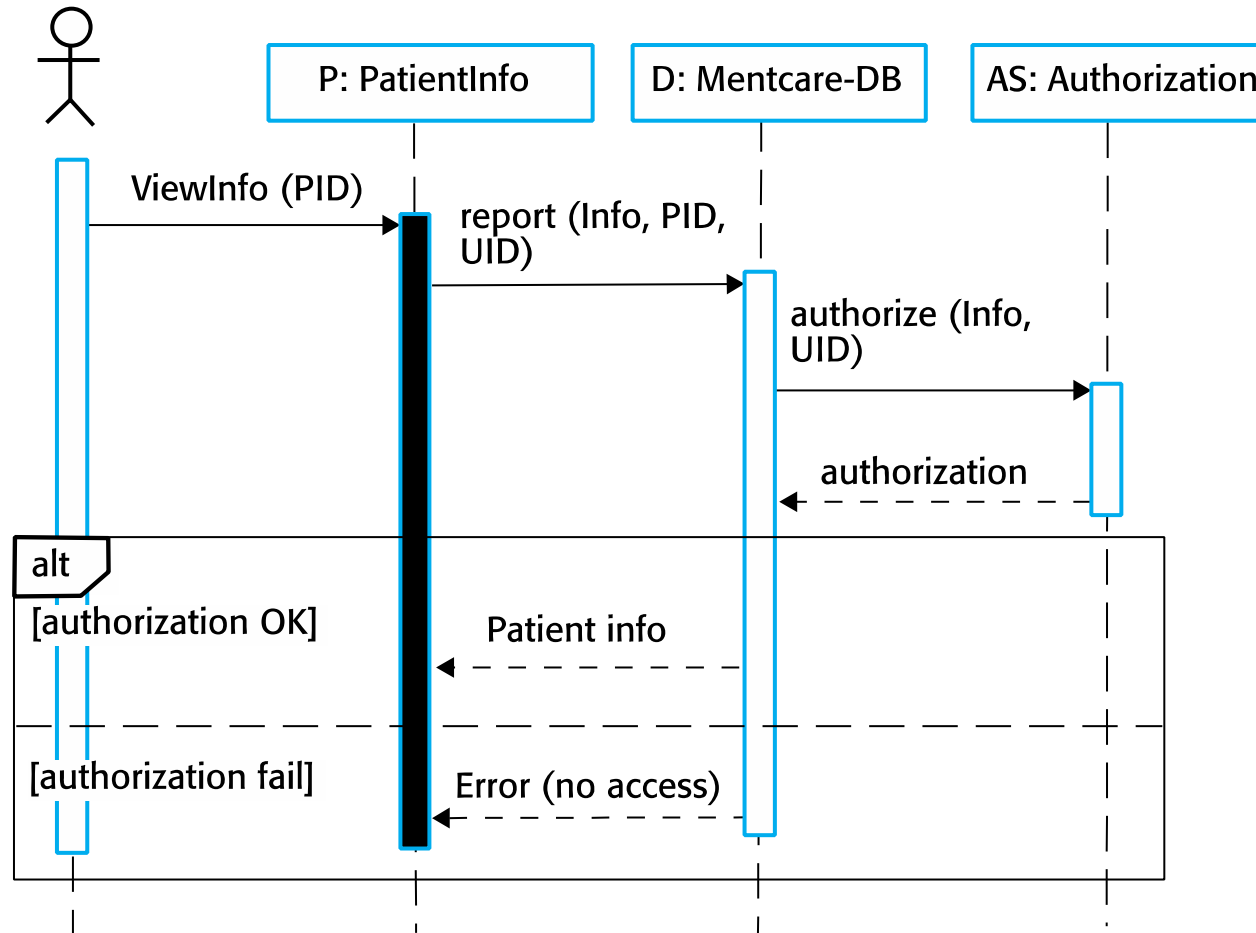 P: PatientInfo
D: Mentcare-DB
AS: Authorization
ViewInfo (PID)
report (Info, PID,
UID)
authorize (Info,
UID)
authorization
alt
[authorization OK]
Patient info
[authorization fail]
Error (no access)